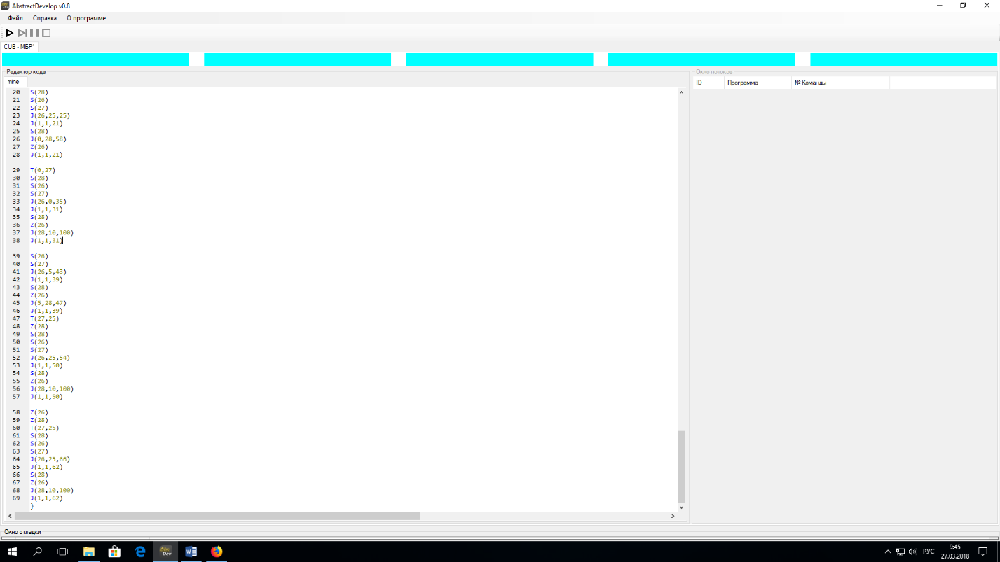 AbstractDevelop v0.8
Файл Справка О программе
CUB - МБР*
Редактор кода
Окно потоков
mine
ID Программа № Команды
20 S(28)
21 S(26)
22 S(27)
23 J(26,25,25)
24 J(1,1,21)
25 S(28)
26 J(0,28,58)
27 Z(26)
28 J(1,1,21)
29 T(0,27)
30 S(28)
31 S(26)
32 S(27)
33 J(26,0,35)
34 J(1,1,31)
35 S(28)
36 Z(26)
37 J(28,10,100)
38 J(1,1,31)
39 S(26)
40 S(27)
41 J(26,5,43)
42 J(1,1,39)
43 S(28)
44 Z(26)
45 J(5,28,47)
46 J(1,1,39)
47 T(27,25)
48 Z(28)
49 S(28)
50 S(26)
51 S(27)
52 J(26,25,54)
53 J(1,1,50)
54 S(28)
55 Z(26)
56 J(28,10,100)
57 J(1,1,50)
58 Z(26)
59 Z(28)
60 T(27,25)
61 S(28)
62 S(26)
63 S(27)
64 J(26,25,66)
65 J(1,1,62)
66 S(28)
67 Z(26)
68 J(28,10,100)
69 J(1,1,62)
}
Окно отладки
РУС
9:45
27.03.2018